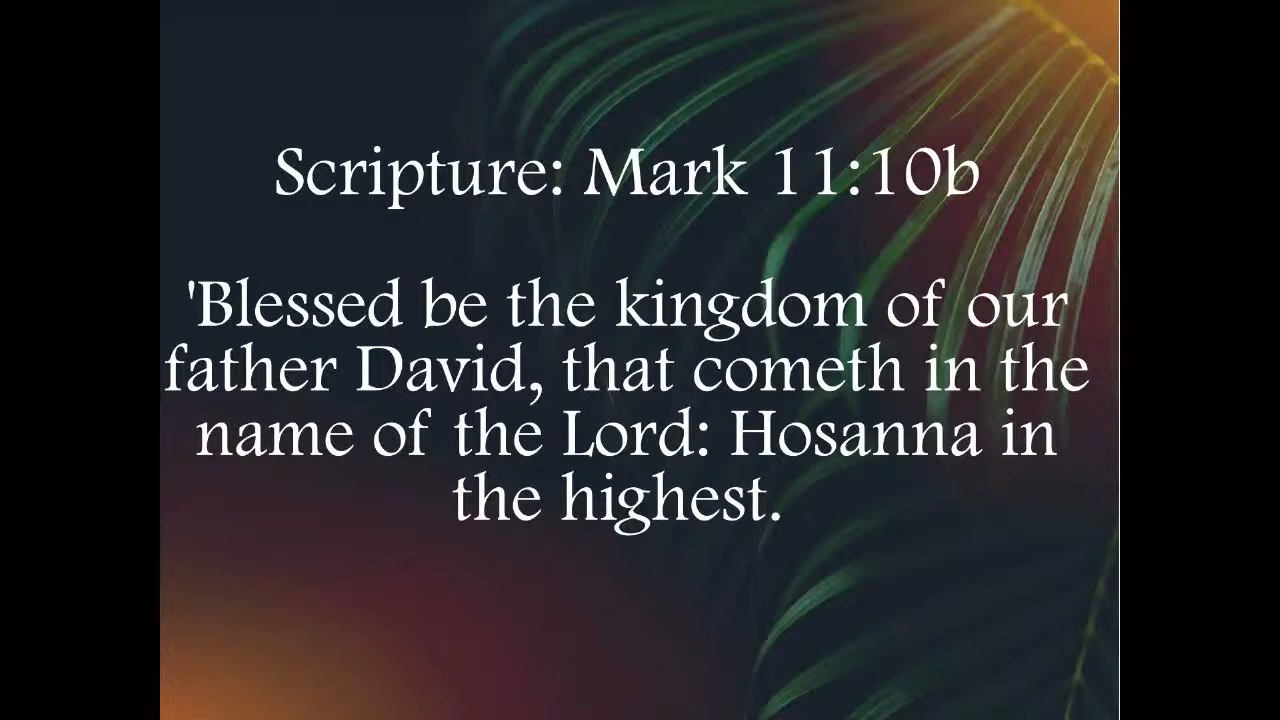 Scripture: Mark 11:10b
'Blessed be the kingdom of our
father David, that cometh in the
name of the Lord: Hosanna in
the highest.